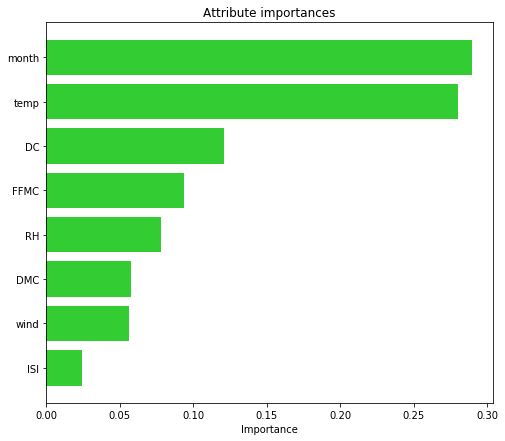 Attribute importances
month
temp
DC
FFMC
RH
DMC
wind
ISI
0.00 0.05 0.10 0.15 0.20 0.25 0.30
Importance